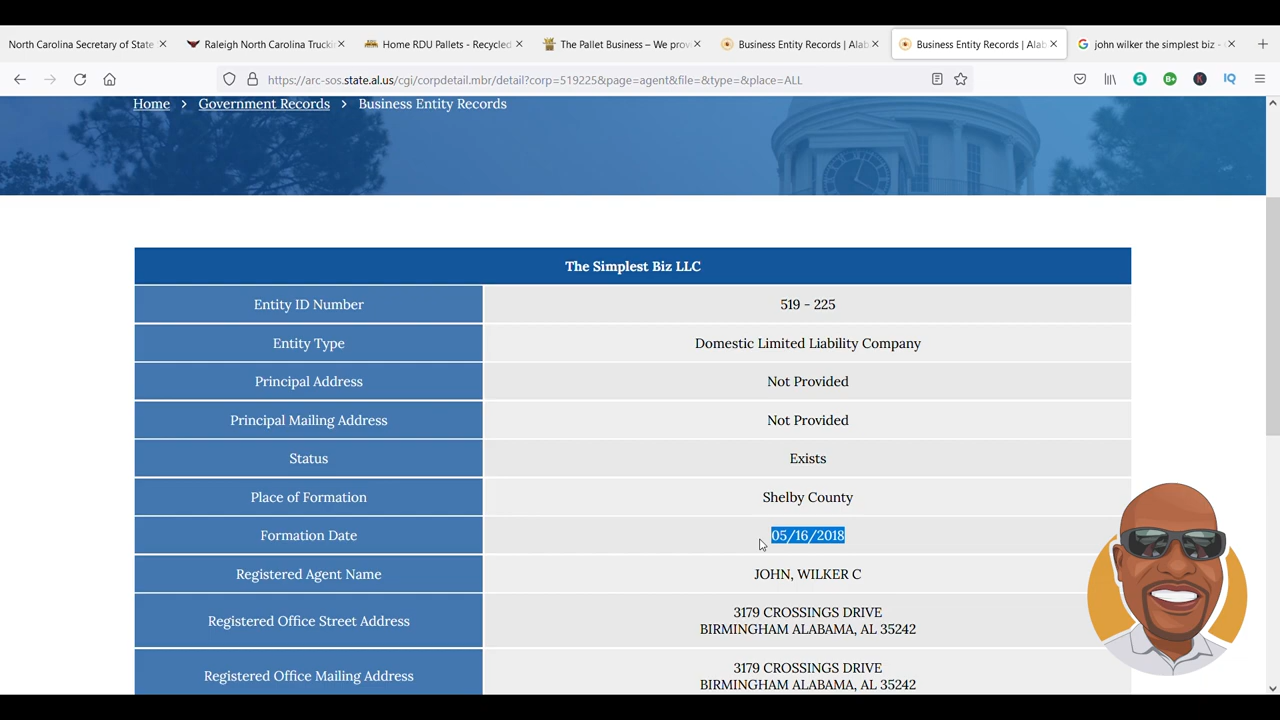 North Carolina Secretary of State
Raleigh North Carolina Trucki
Home RDU Pallets - Recycled
The Pallet Business – We prov
Business Entity Records | Alab
Business Entity Records | Alab
john wilker the simplest biz -
https://arc-sos.state.al.us/cgi/corpdetail.mbr/detail?corp=519225&page=agent&file=&type=&place=ALL
a
B+
K
IQ
Home > Government Records > Business Entity Records
The Simplest Biz LLC
Entity ID Number 519 - 225
Entity Type Domestic Limited Liability Company
Principal Address Not Provided
Principal Mailing Address Not Provided
Status Exists
Place of Formation Shelby County
Formation Date 05/16/2018
Registered Agent Name JOHN, WILKER C
Registered Office Street Address 3179 CROSSINGS DRIVE
BIRMINGHAM ALABAMA, AL 35242
Registered Office Mailing Address 3179 CROSSINGS DRIVE
BIRMINGHAM ALABAMA, AL 35242